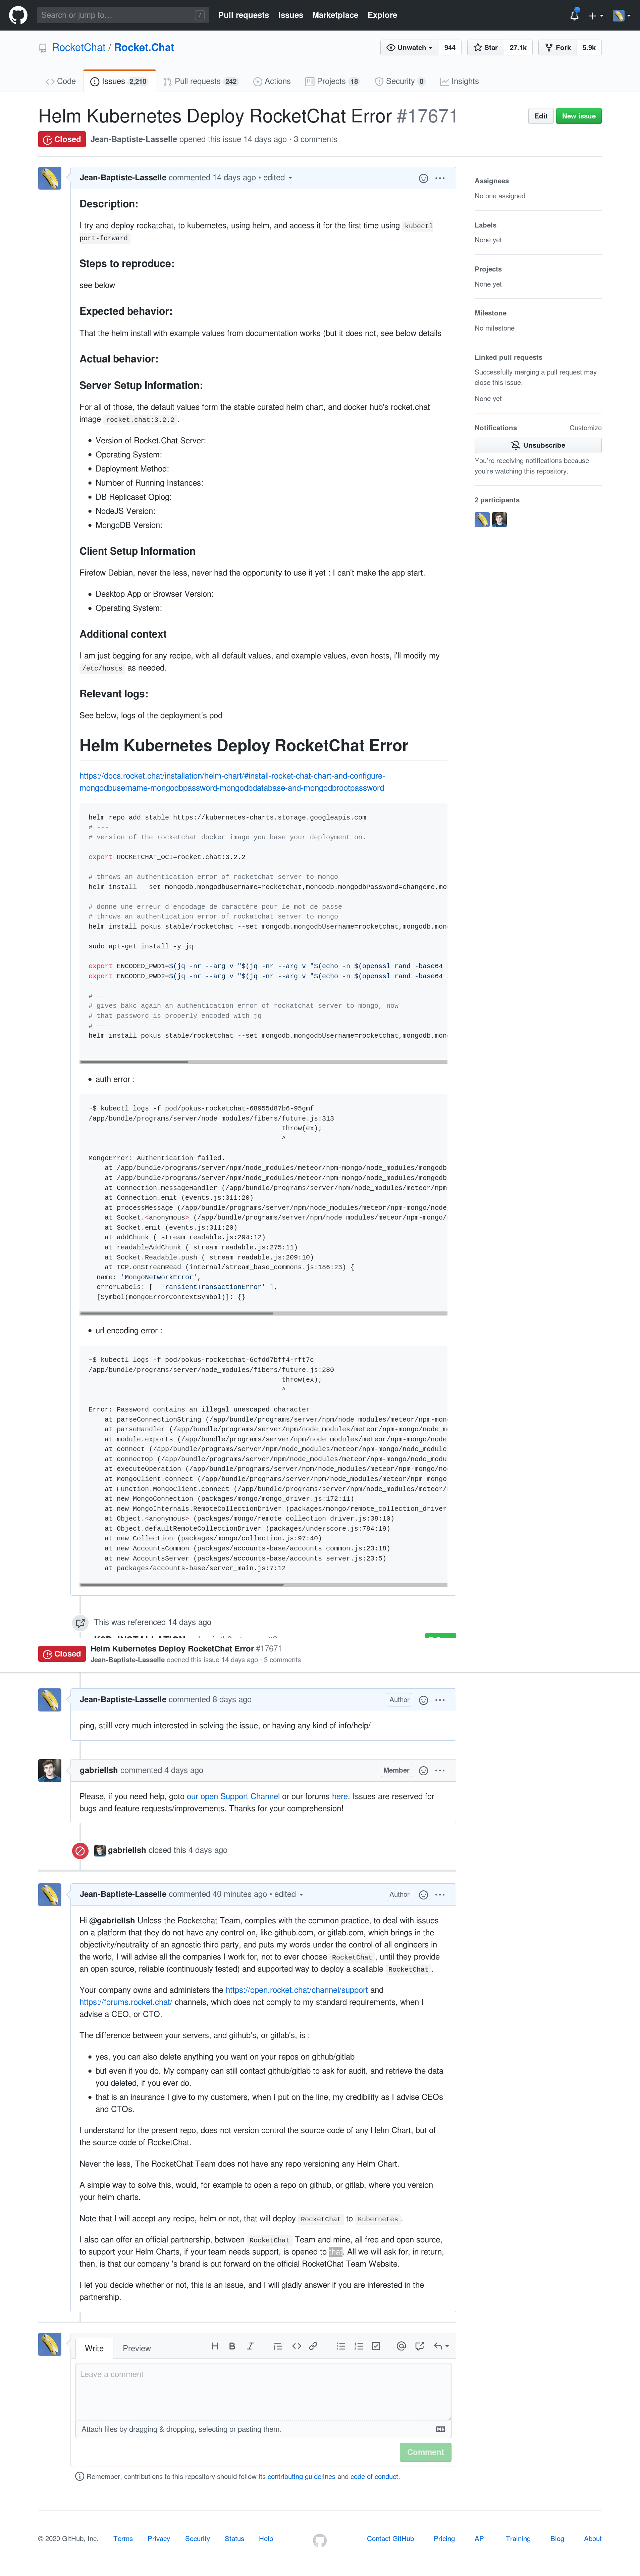 Search or jump to… /
Pull requests Issues Marketplace Explore
RocketChat / Rocket.Chat
Unwatch 944 Star 27.1k Fork 5.9k
Code Issues 2,210 Pull requests 242 Actions Projects 18 Security 0 Insights
Helm Kubernetes Deploy RocketChat Error #17671
Edit New issue
Closed Jean-Baptiste-Lasselle opened this issue 14 days ago · 3 comments
Jean-Baptiste-Lasselle commented 14 days ago • edited
Description:
I try and deploy rockatchat, to kubernetes, using helm, and access it for the first time using kubectl
port-forward
Steps to reproduce:
see below
Expected behavior:
That the helm install with example values from documentation works (but it does not, see below details
Actual behavior:
Server Setup Information:
For all of those, the default values form the stable curated helm chart, and docker hub's rocket.chat
image rocket.chat:3.2.2 .
• Version of Rocket.Chat Server:
• Operating System:
• Deployment Method:
• Number of Running Instances:
• DB Replicaset Oplog:
• NodeJS Version:
• MongoDB Version:
Client Setup Information
Firefow Debian, never the less, never had the opportunity to use it yet : I can't make the app start.
• Desktop App or Browser Version:
• Operating System:
Additional context
I am just begging for any recipe, with all default values, and example values, even hosts, i'll modify my
/etc/hosts as needed.
Relevant logs:
See below, logs of the deployment's pod
Helm Kubernetes Deploy RocketChat Error
https://docs.rocket.chat/installation/helm-chart/#install-rocket-chat-chart-and-configure-
mongodbusername-mongodbpassword-mongodbdatabase-and-mongodbrootpassword
helm repo add stable https://kubernetes-charts.storage.googleapis.com
# ---
# version of the rocketchat docker image you base your deployment on.
export ROCKETCHAT_OCI=rocket.chat:3.2.2
# throws an authentication error of rocketchat server to mongo
helm install --set mongodb.mongodbUsername=rocketchat,mongodb.mongodbPassword=changeme,mo
# donne une erreur d'encodage de caractère pour le mot de passe
# throws an authentication error of rockatchat server to mongo
helm install pokus stable/rocketchat --set mongodb.mongodbUsername=rocketchat,mongodb.mon
sudo apt-get install -y jq
export ENCODED_PWD1=$(jq -nr --arg v "$(jq -nr --arg v "$(echo -n $(openssl rand -base64
export ENCODED_PWD2=$(jq -nr --arg v "$(jq -nr --arg v "$(echo -n $(openssl rand -base64
# ---
# gives bakc again an authentication error of rockatchat server to mongo, now
# that password is properly encoded with jq
# ---
helm install pokus stable/rocketchat --set mongodb.mongodbUsername=rocketchat,mongodb.mon
• auth error :
~$ kubectl logs -f pod/pokus-rocketchat-68955d87b6-95gmf
/app/bundle/programs/server/node_modules/fibers/future.js:313
throw(ex);
^
MongoError: Authentication failed.
at /app/bundle/programs/server/npm/node_modules/meteor/npm-mongo/node_modules/mongodb
at /app/bundle/programs/server/npm/node_modules/meteor/npm-mongo/node_modules/mongodb
at Connection.messageHandler (/app/bundle/programs/server/npm/node_modules/meteor/npm
at Connection.emit (events.js:311:20)
at processMessage (/app/bundle/programs/server/npm/node_modules/meteor/npm-mongo/node
at Socket.<anonymous> (/app/bundle/programs/server/npm/node_modules/meteor/npm-mongo/
at Socket.emit (events.js:311:20)
at addChunk (_stream_readable.js:294:12)
at readableAddChunk (_stream_readable.js:275:11)
at Socket.Readable.push (_stream_readable.js:209:10)
at TCP.onStreamRead (internal/stream_base_commons.js:186:23) {
name: 'MongoNetworkError',
errorLabels: [ 'TransientTransactionError' ],
[Symbol(mongoErrorContextSymbol)]: {}
• url encoding error :
~$ kubectl logs -f pod/pokus-rocketchat-6cfdd7bff4-rft7c
/app/bundle/programs/server/node_modules/fibers/future.js:280
throw(ex);
^
Error: Password contains an illegal unescaped character
at parseConnectionString (/app/bundle/programs/server/npm/node_modules/meteor/npm-mon
at parseHandler (/app/bundle/programs/server/npm/node_modules/meteor/npm-mongo/node_m
at module.exports (/app/bundle/programs/server/npm/node_modules/meteor/npm-mongo/node
at connect (/app/bundle/programs/server/npm/node_modules/meteor/npm-mongo/node_module
at connectOp (/app/bundle/programs/server/npm/node_modules/meteor/npm-mongo/node_modu
at executeOperation (/app/bundle/programs/server/npm/node_modules/meteor/npm-mongo/no
at MongoClient.connect (/app/bundle/programs/server/npm/node_modules/meteor/npm-mongo
at Function.MongoClient.connect (/app/bundle/programs/server/npm/node_modules/meteor/
at new MongoConnection (packages/mongo/mongo_driver.js:172:11)
at new MongoInternals.RemoteCollectionDriver (packages/mongo/remote_collection_driver
at Object.<anonymous> (packages/mongo/remote_collection_driver.js:38:10)
at Object.defaultRemoteCollectionDriver (packages/underscore.js:784:19)
at new Collection (packages/mongo/collection.js:97:40)
at new AccountsCommon (packages/accounts-base/accounts_common.js:23:18)
at new AccountsServer (packages/accounts-base/accounts_server.js:23:5)
at packages/accounts-base/server_main.js:7:12
This was referenced 14 days ago
Closed Helm Kubernetes Deploy RocketChat Error #17671
Jean-Baptiste-Lasselle opened this issue 14 days ago · 3 comments
Jean-Baptiste-Lasselle commented 8 days ago Author
ping, stilll very much interested in solving the issue, or having any kind of info/help/
gabriellsh commented 4 days ago Member
Please, if you need help, goto our open Support Channel or our forums here. Issues are reserved for
bugs and feature requests/improvements. Thanks for your comprehension!
gabriellsh closed this 4 days ago
Jean-Baptiste-Lasselle commented 40 minutes ago • edited Author
Hi @gabriellsh Unless the Rocketchat Team, complies with the common practice, to deal with issues
on a platform that they do not have any control on, like github.com, or gitlab.com, which brings in the
objectivity/neutrality of an agnostic third party, and puts my words under the control of all engineers in
the world, I will advise all the companies I work for, not to ever choose RocketChat , until they provide
an open source, reliable (continuously tested) and supported way to deploy a scallable RocketChat .
Your company owns and administers the https://open.rocket.chat/channel/support and
https://forums.rocket.chat/ channels, which does not comply to my standard requirements, when I
advise a CEO, or CTO.
The difference between your servers, and github's, or gitlab's, is :
• yes, you can also delete anything you want on your repos on github/gitlab
• but even if you do, My company can still contact github/gitlab to ask for audit, and retrieve the data
you deleted, if you ever do.
• that is an insurance I give to my customers, when I put on the line, my credibility as I advise CEOs
and CTOs.
I understand for the present repo, does not version control the source code of any Helm Chart, but of
the source code of RocketChat.
Never the less, The RocketChat Team does not have any repo versioning any Helm Chart.
A simple way to solve this, would, for example to open a repo on github, or gitlab, where you version
your helm charts.
Note that I will accept any recipe, helm or not, that will deploy RocketChat to Kubernetes .
I also can offer an official partnership, between RocketChat Team and mine, all free and open source,
to support your Helm Charts, if your team needs support, is opened to . All we will ask for, in return,
then, is that our company 's brand is put forward on the official RocketChat Team Website.
I let you decide whether or not, this is an issue, and I will gladly answer if you are interested in the
partnership.
Write Preview
Leave a comment
Attach files by dragging & dropping, selecting or pasting them.
Comment
Remember, contributions to this repository should follow its contributing guidelines and code of conduct.
Assignees
No one assigned
Labels
None yet
Projects
None yet
Milestone
No milestone
Linked pull requests
Successfully merging a pull request may
close this issue.
None yet
Notifications Customize
Unsubscribe
You're receiving notifications because
you're watching this repository.
2 participants
© 2020 GitHub, Inc. Terms Privacy Security Status Help Contact GitHub Pricing API Training Blog About